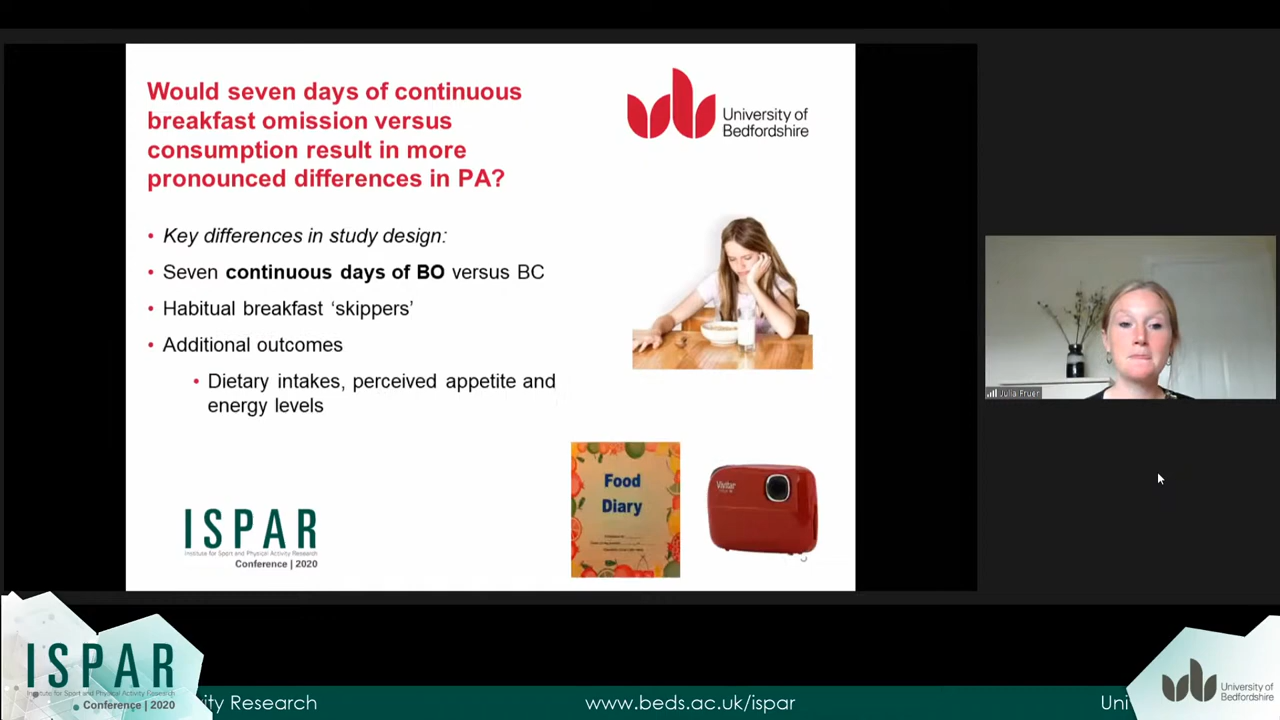 Would seven days of continuous
breakfast omission versus
consumption result in more
pronounced differences in PA?
University of
Bedfordshire
• Key differences in study design:
• Seven continuous days of BO versus BC
• Habitual breakfast ‘skippers’
• Additional outcomes
• Dietary intakes, perceived appetite and
energy levels
Food
Diary
Vivitar
ISPAR
Institute for Sport and Physical Activity Research
Conference | 2020
Julia Fruer
ISPAR
Institute for Sport and Physical Activity Research
Conference | 2020
ity Research
www.beds.ac.uk/ispar
Uni
University of
Bedfordshire